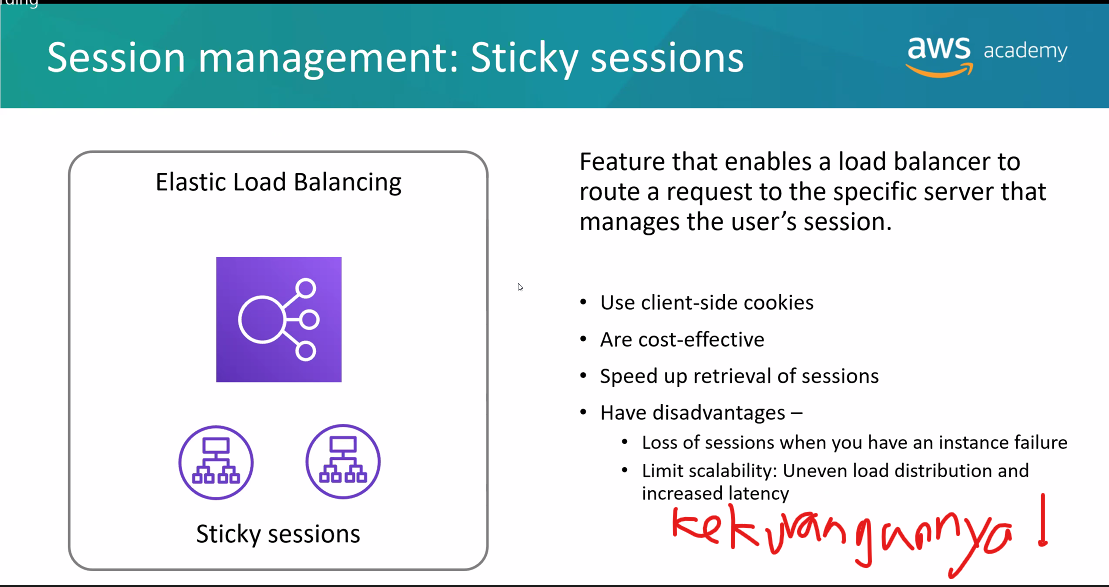 Session management: Sticky sessions
aws academy
Elastic Load Balancing
Sticky sessions
Feature that enables a load balancer to
route a request to the specific server that
manages the user's session.
• Use client-side cookies
• Are cost-effective
• Speed up retrieval of sessions
• Have disadvantages –
• Loss of sessions when you have an instance failure
• Limit scalability: Uneven load distribution and
increased latency
kekurangannya !